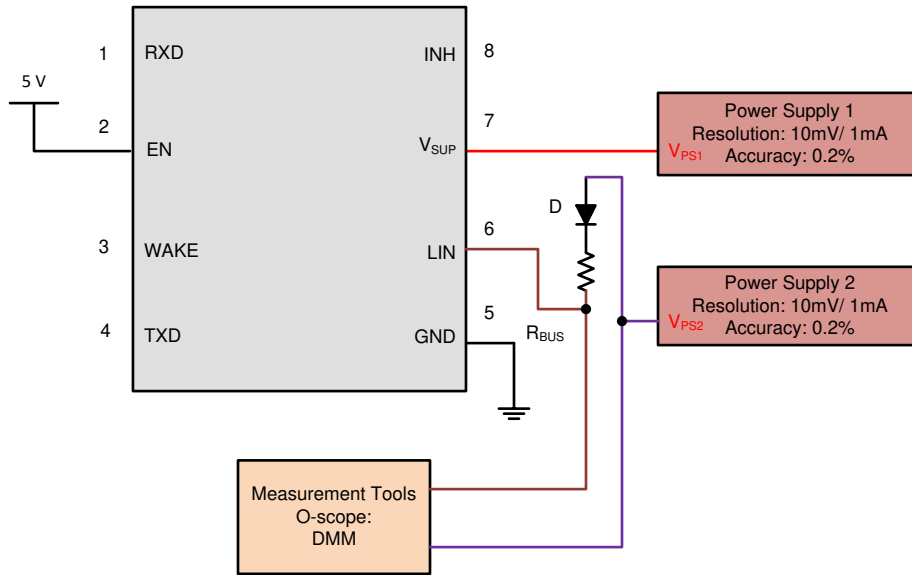 1
RXD
INH
8
5 V
Power Supply 1
Resolution: 10mV/ 1mA
Accuracy: 0.2%
VPS1
2
EN
VSUP
7
D
3
WAKE
LIN
6
Power Supply 2
Resolution: 10mV/ 1mA
Accuracy: 0.2%
VPS2
4
TXD
GND
5
RBUS
Measurement Tools
O-scope:
DMM